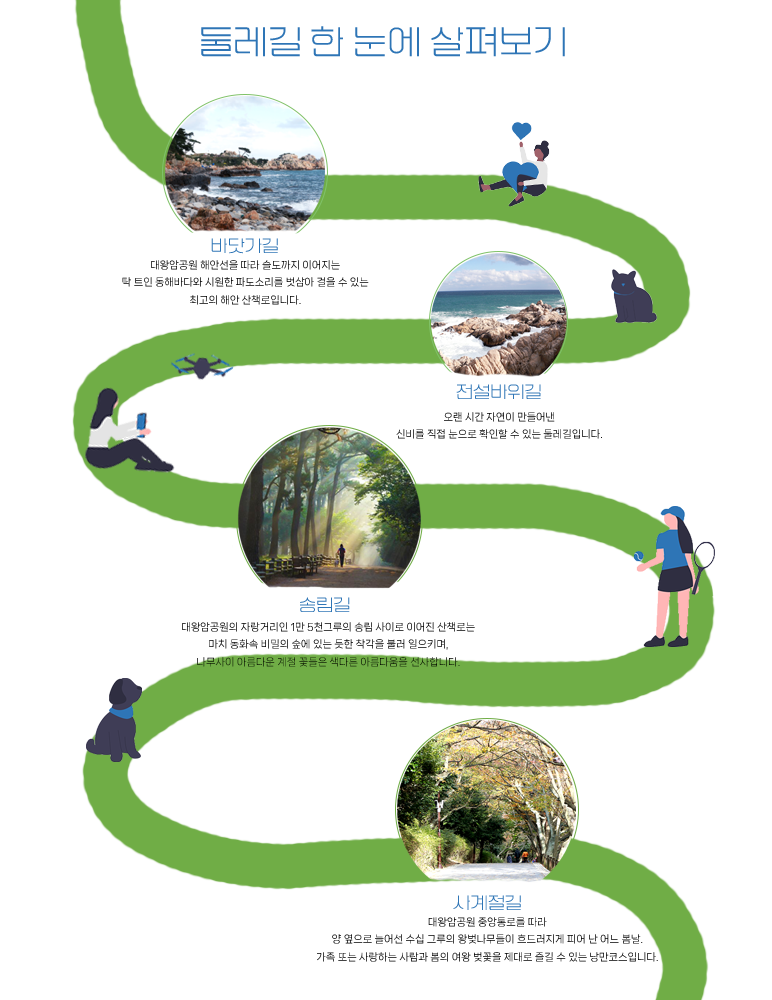 둘레길 한 눈에 살펴보기
바닷가길
대왕암공원 해안선을 따라 슬도까지 이어지는
탁 트인 동해바다와 시원한 파도소리를 벗삼아 걸을 수 있는
최고의 해안 산책로입니다.
전설바위길
오랜 시간 자연이 만들어낸
신비를 직접 눈으로 확인할 수 있는 둘레길입니다.
송림길
대왕암공원의 자랑거리인 1만 5천그루의 송림 사이로 이어진 산책로는
마치 동화속 비밀의 숲에 있는 듯한 착각을 불러 일으키며,
나무사이 아름다운 계절 꽃들은 색다른 아름다움을 선사합니다.
사계절길
대왕암공원 중앙통로를 따라
양 옆으로 늘어선 수십 그루의 왕벚나무들이 흐드러지게 피어 난 어느 봄날.
가족 또는 사랑하는 사람과 봄의 여왕 벚꽃을 제대로 즐길 수 있는 낭만코스입니다.